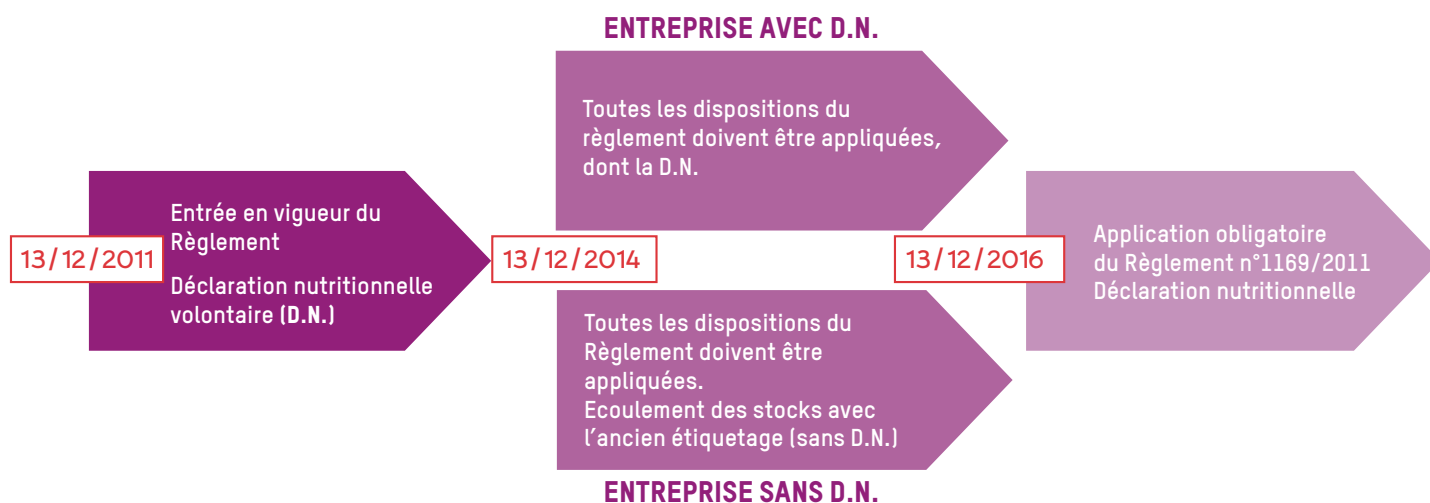 ENTREPRISE AVEC D.N.
13/12/2011
Entrée en vigueur du
Règlement
Déclaration nutritionnelle
volontaire (D.N.)
13/12/2014
Toutes les dispositions du
règlement doivent être appliquées,
dont la D.N.
Toutes les dispositions du
Règlement doivent être
appliquées.
Ecoulement des stocks avec
l'ancien étiquetage (sans D.N.)
13/12/2016
Application obligatoire
du Règlement n°1169/2011
Déclaration nutritionnelle
ENTREPRISE SANS D.N.